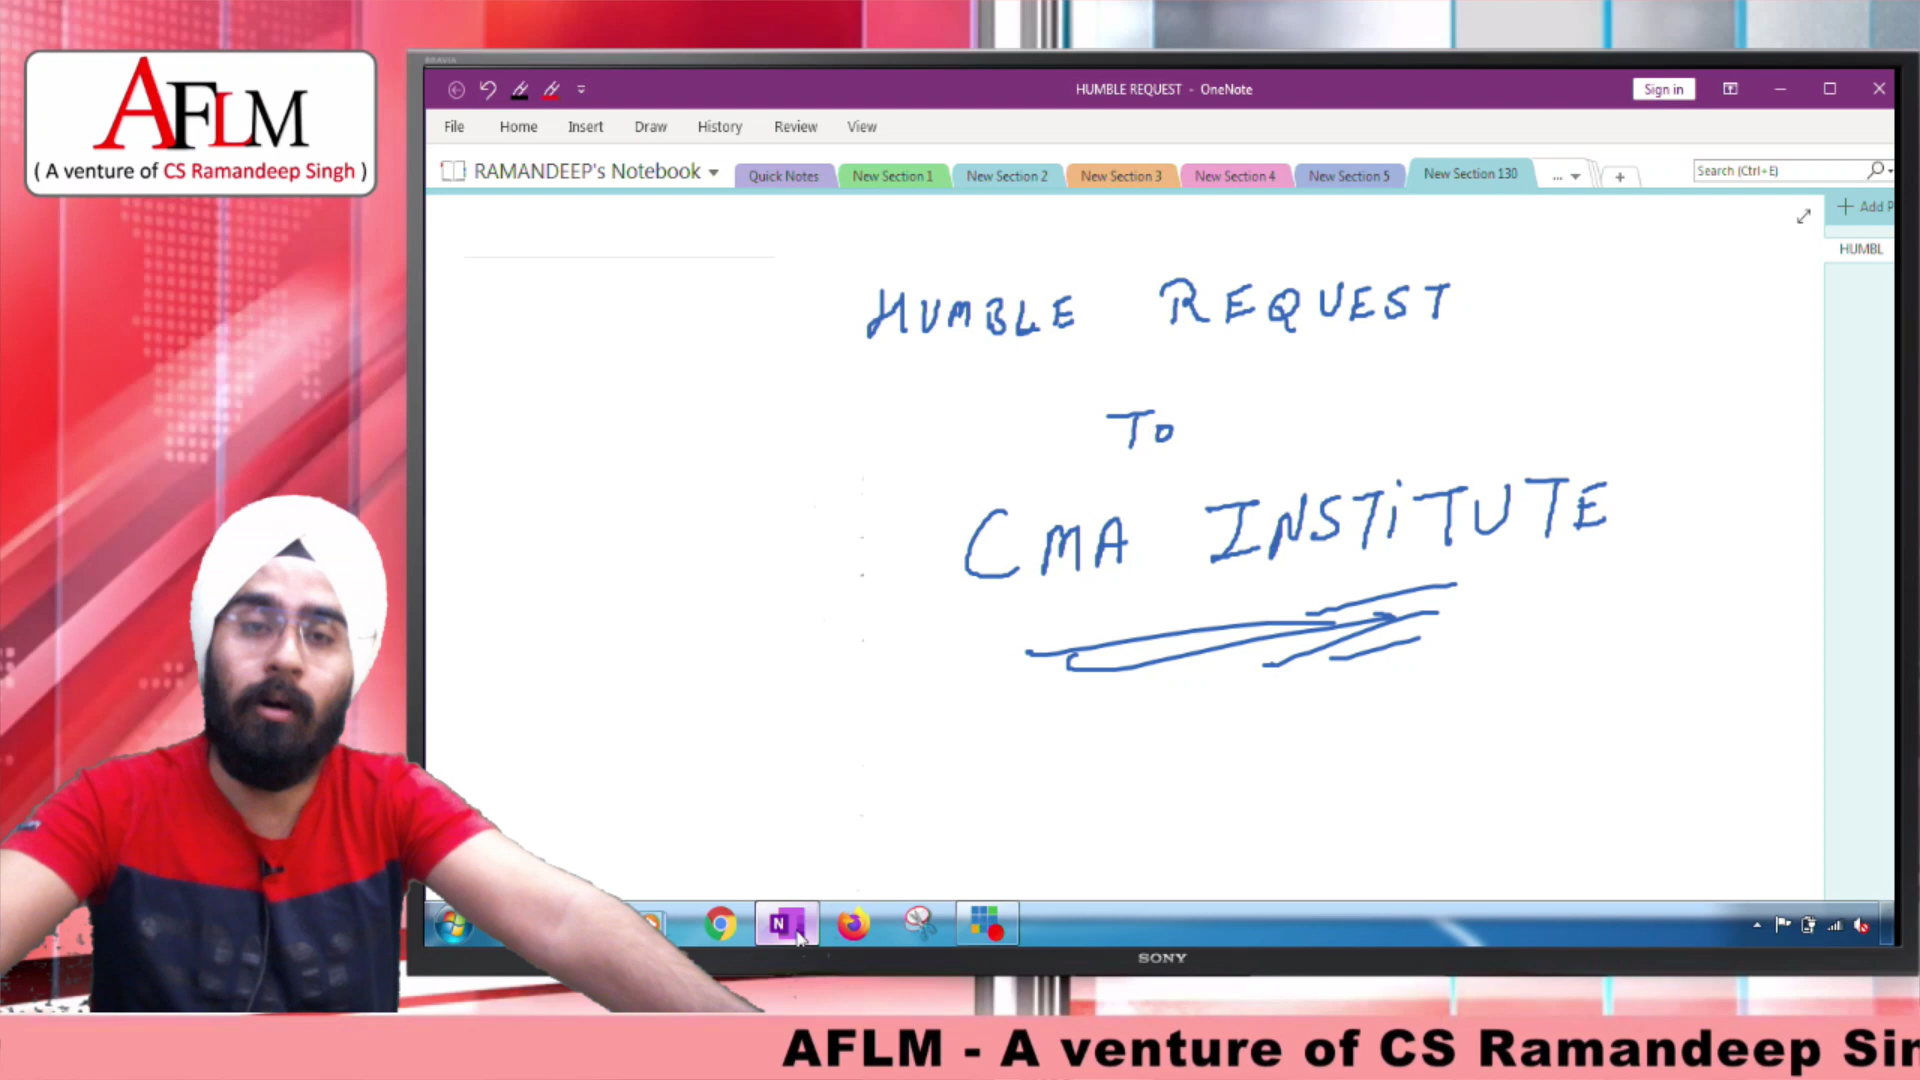 AFLM
( A venture of CS Ramandeep Singh )
BRAVIA
HUMBLE REQUEST - OneNote
Sign in
File Home Insert Draw History Review View
RAMANDEEP's Notebook
Quick Notes
New Section 1
New Section 2
New Section 3
New Section 4
New Section 5
New Section 130
...
Search (Ctrl+E)
Add P
HUMBL
HUMBLE REQUEST
TO
CMA INSTITUTE
N
SONY
AFLM - A venture of CS Ramandeep Sin